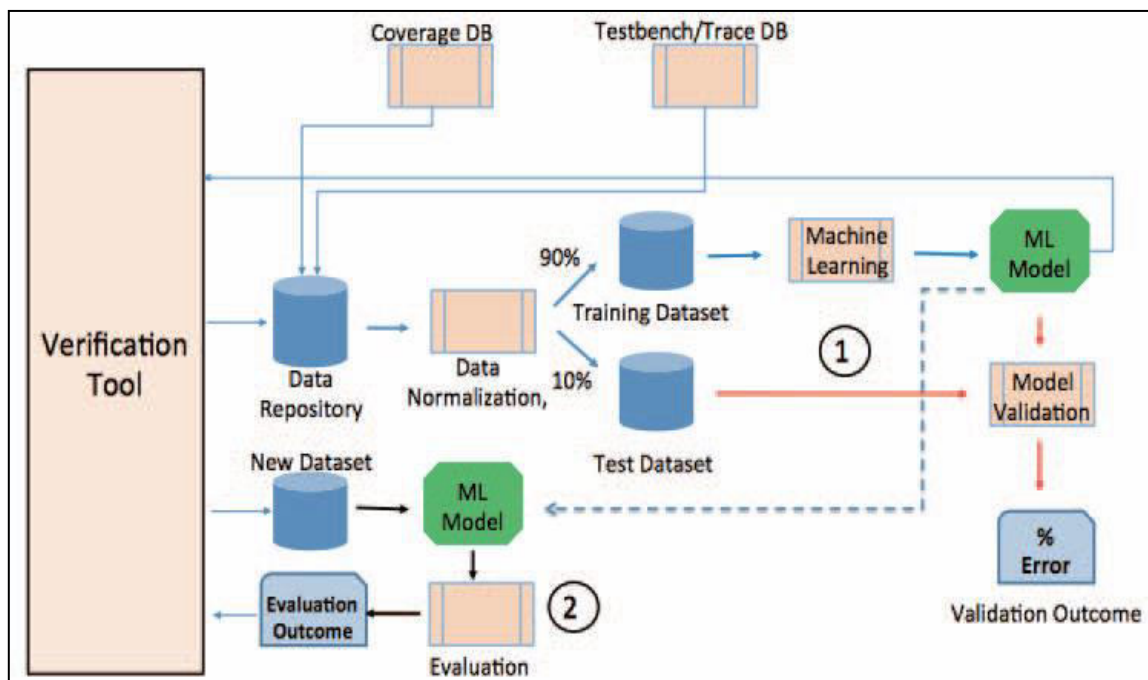 Coverage DB
Testbench/Trace DB
Verification
Tool
90%
10%
Data
Repository
Data
Normalization,
Training Dataset
Test Dataset
Machine
Learning
ML
Model
1
Model
Validation
%
Error
Validation Outcome
New Dataset
ML
Model
2
Evaluation
Outcome
Evaluation